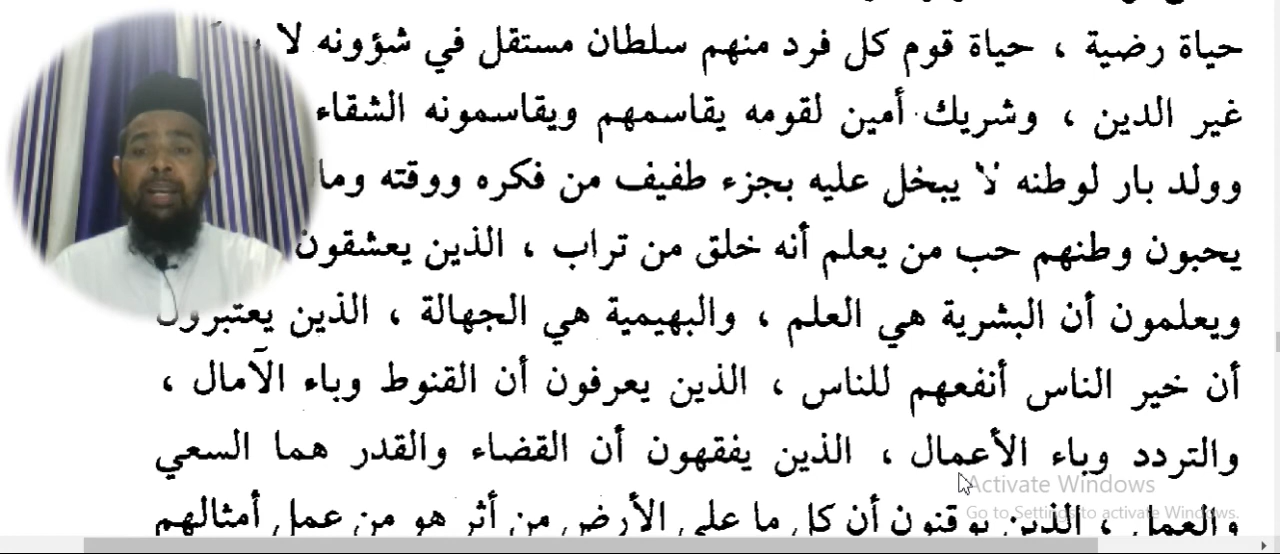 حياة رضية ، حياة قوم كل فرد منهم سلطان مستقل في شؤونه لا
غير الدين ، وشريك أمين لقومه يقاسمهم ويقاسمونه الشقاء
وولد بار لوطنه لا يبخل عليه بجزء طفيف من فكره ووقته وما
يحبون وطنهم حب من يعلم أنه خلق من تراب ، الذين يعشقون
ويعلمون أن البشرية هي العلم ، والبهيمية هي الجهالة ، الذين يعتبرون
أن خير الناس أنفعهم للناس ، الذين يعرفون أن القنوط وباء الآمال ،
والتردد وباء الأعمال ، الذين يفقهون أن القضاء والقدر هما السعي
والعمل ، الذين يوقنون أن كل ما على الأرض من أثر هو من عمل أمثالهم
Activate Windows
Go to Settings to activate Windows.